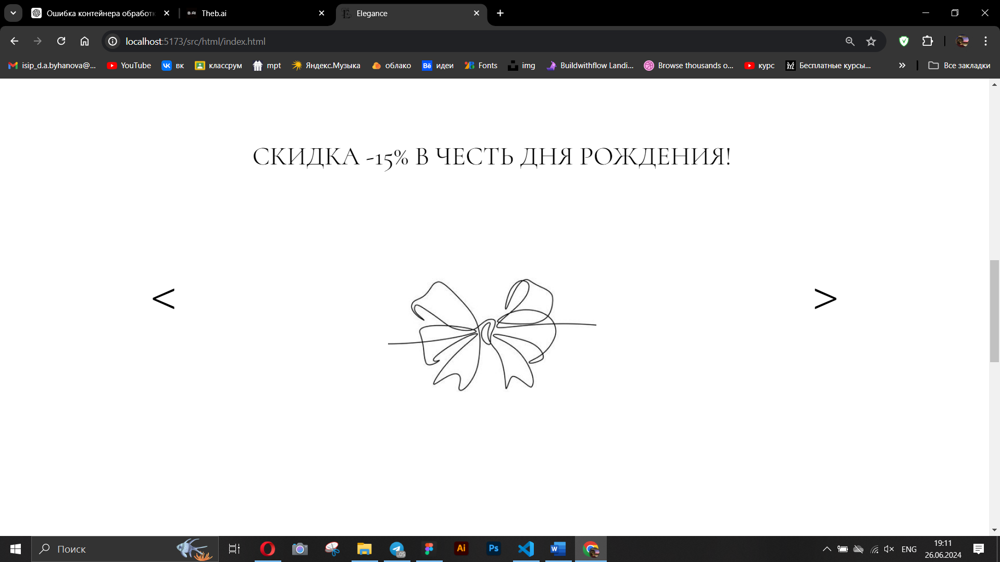 Ошибка контейнера обработк
B AI Theb.ai
Elegance
localhost:5173/src/html/index.html
isip_d.a.byhanova@...
YouTube
вк
классрум
mpt
Яндекс.Музыка
облако
Bē идеи
Fonts
img
Buildwithflow Landi...
Browse thousands o...
курс
Бесплатные курсы...
Все закладки
СКИДКА -15% В ЧЕСТЬ ДНЯ РОЖДЕНИЯ!
< >
Поиск
.05
Ai
Ps
W
ENG
19:11
26.06.2024